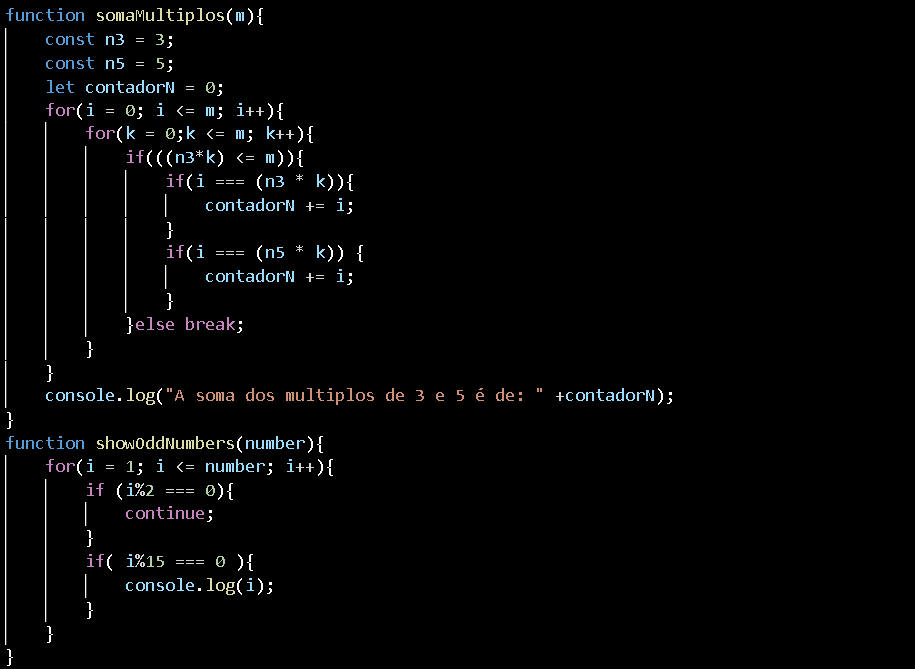 function somaMultiplos(m){
    const n3 = 3;
    const n5 = 5;
    let contadorN = 0;
    for(i = 0; i <= m; i++){
        for(k = 0;k <= m; k++){
            if(((n3*k) <= m)){
                if(i === (n3 * k)){
                    contadorN += i;
                }
                if(i === (n5 * k)) {
                    contadorN += i;
                }
            }else break;
        }
    }
    console.log("A soma dos multiplos de 3 e 5 é de: " +contadorN);
}
function showOddNumbers(number){
    for(i = 1; i <= number; i++){
        if (i%2 === 0){
            continue;
        }
        if( i%15 === 0 ){
            console.log(i);
        }
    }
}